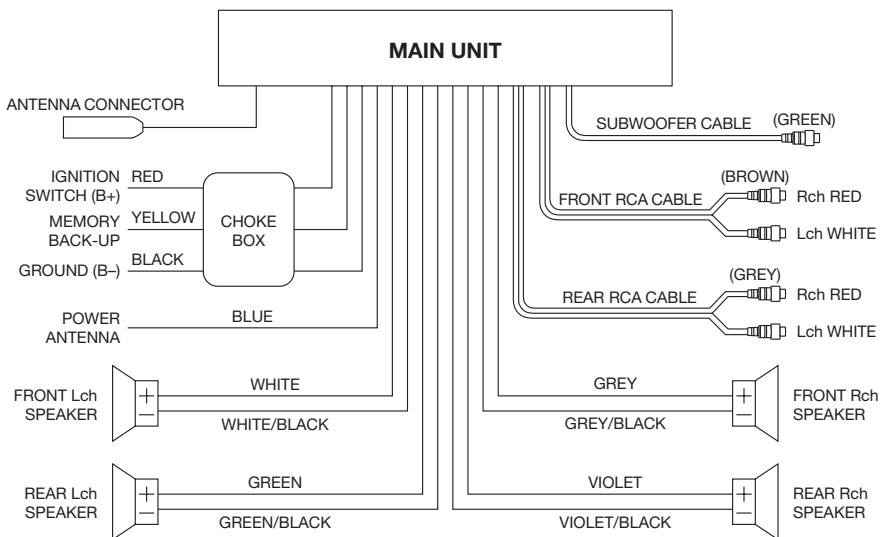 MAIN UNIT
ANTENNA CONNECTOR
SUBWOOFER CABLE (GREEN)
IGNITION RED
SWITCH (B+)
MEMORY YELLOW
BACK-UP
GROUND (B–) BLACK
CHOKE
BOX
(BROWN)
FRONT RCA CABLE
Rch RED
Lch WHITE
(GREY)
REAR RCA CABLE
Rch RED
Lch WHITE
POWER
ANTENNA
BLUE
FRONT Lch
SPEAKER
+
–
WHITE
WHITE/BLACK
GREY
GREY/BLACK
+
–
FRONT Rch
SPEAKER
REAR Lch
SPEAKER
+
–
GREEN
GREEN/BLACK
VIOLET
VIOLET/BLACK
+
–
REAR Rch
SPEAKER